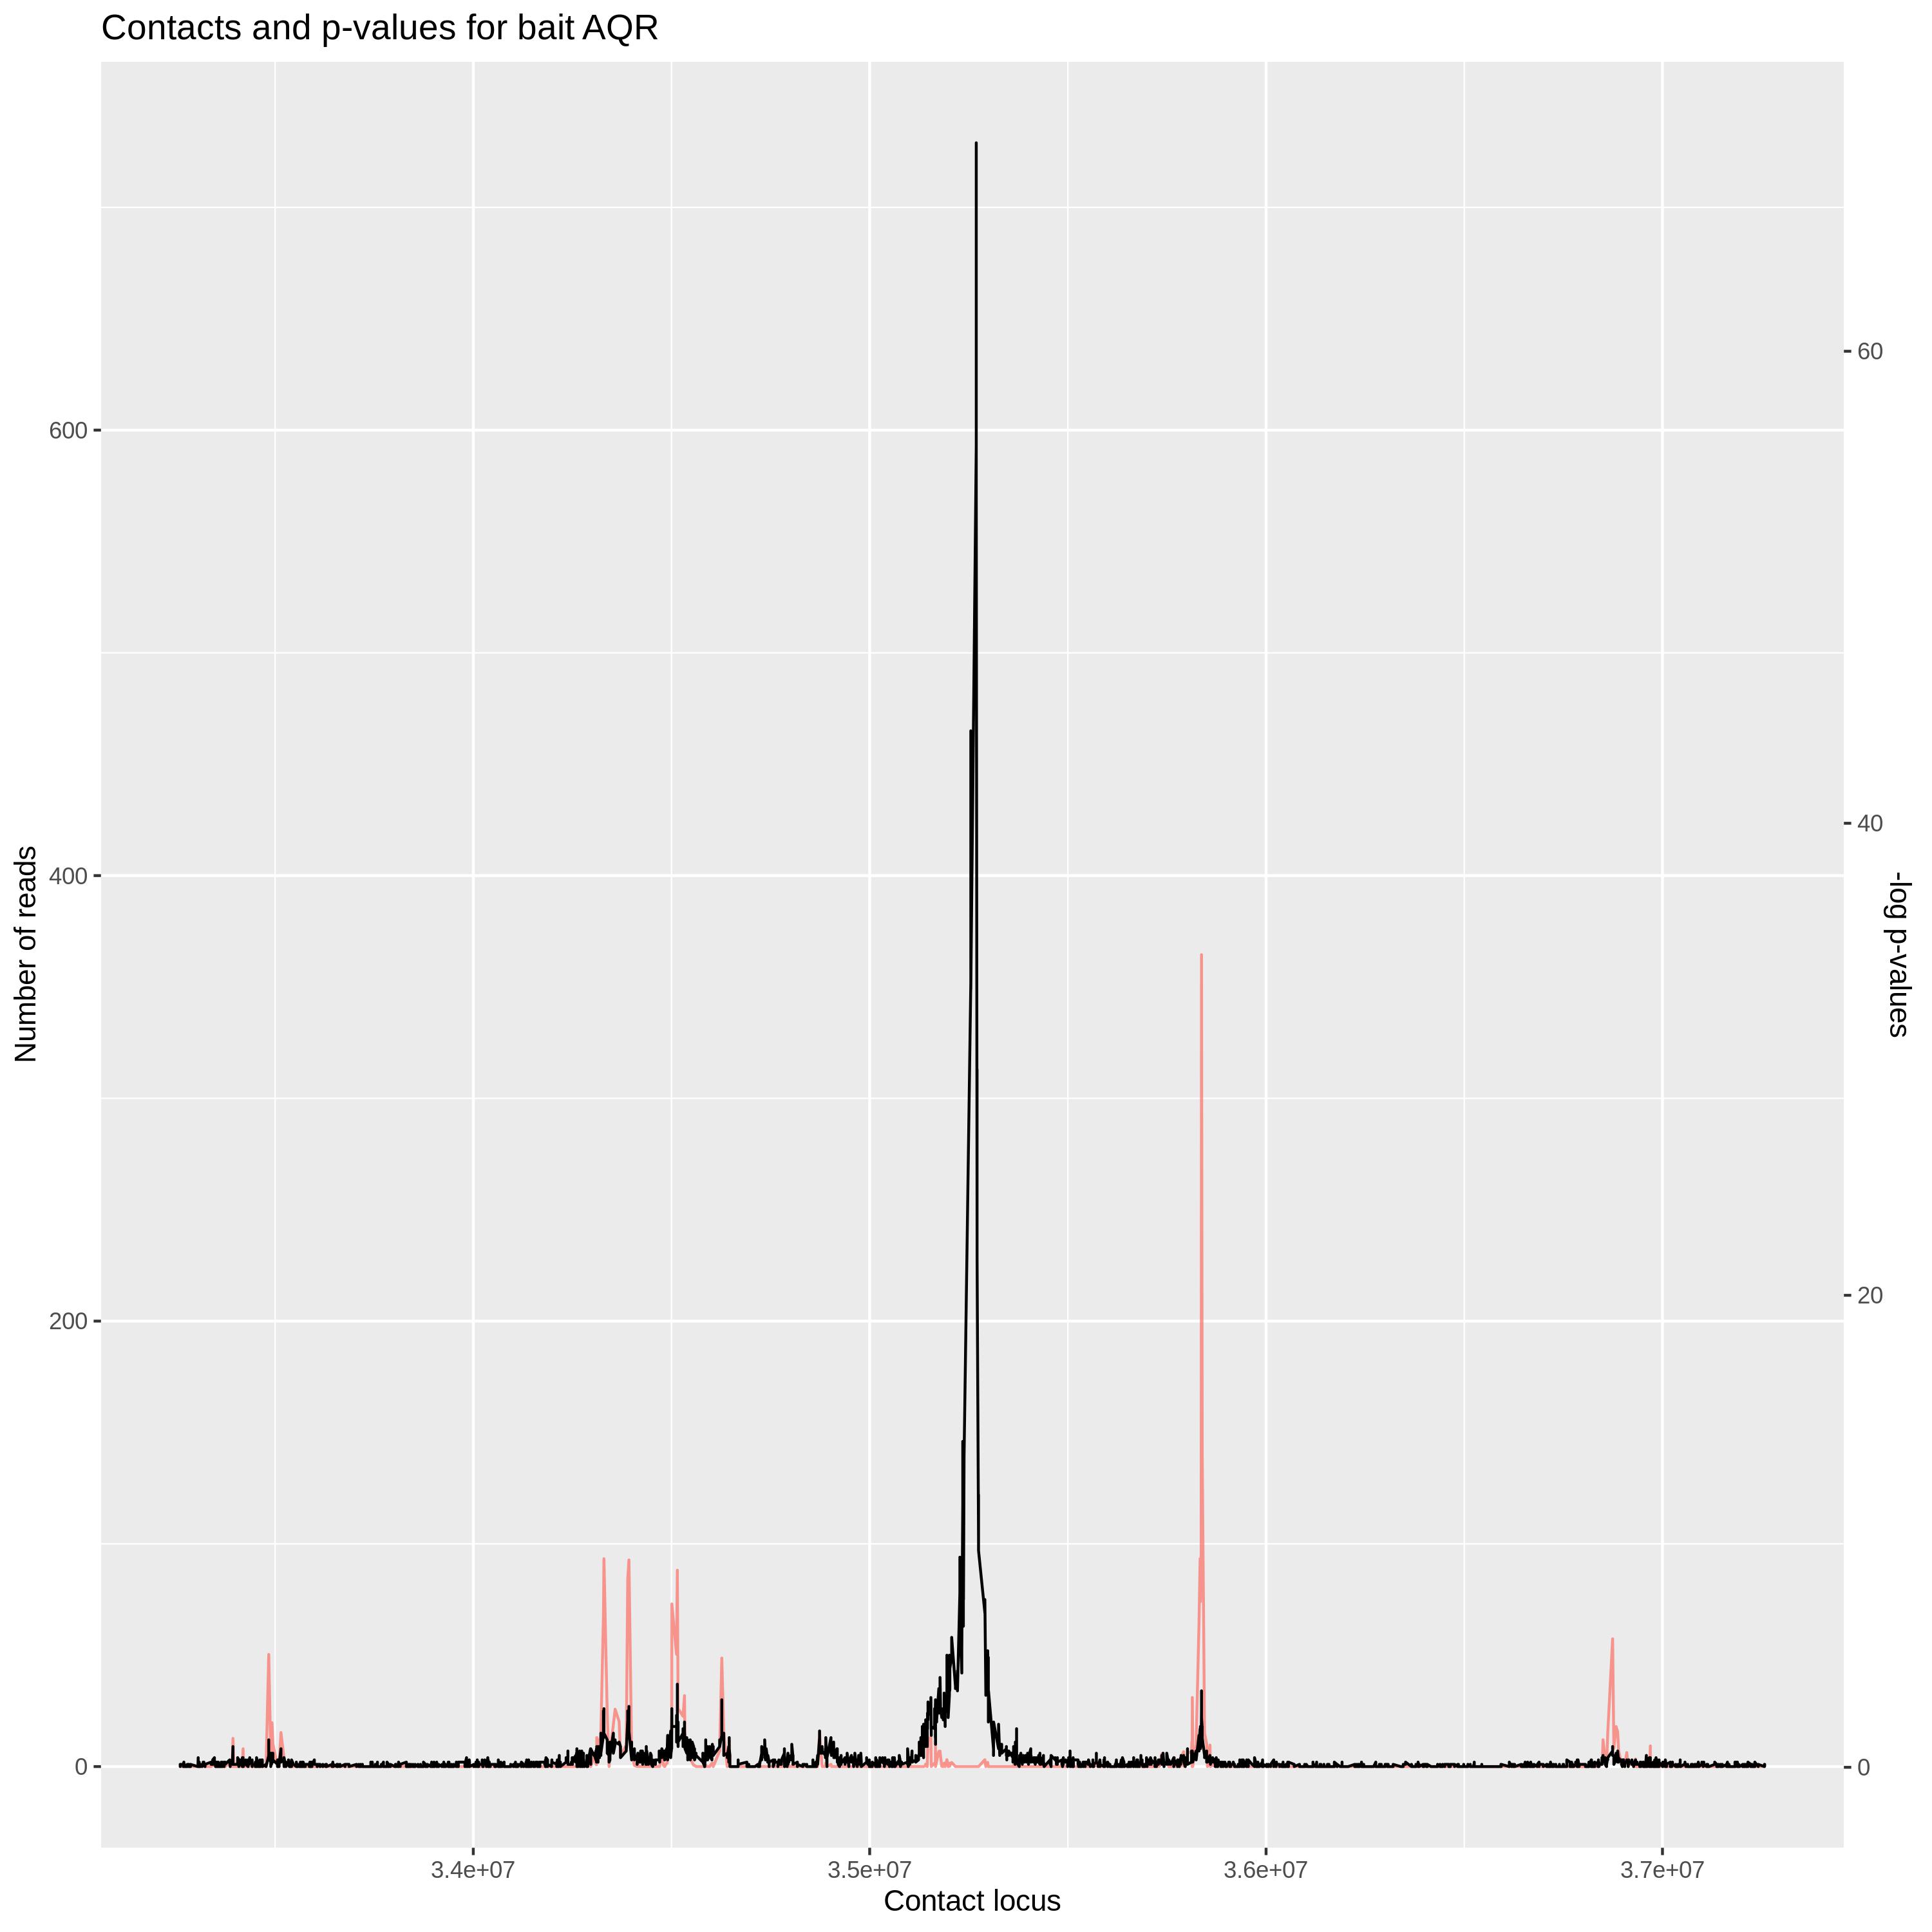 Contacts and p-values for bait AQR
Number of reads
600
400
200
0
60
40
20
0
-log p-values
3.4e+07 3.5e+07 3.6e+07 3.7e+07
Contact locus